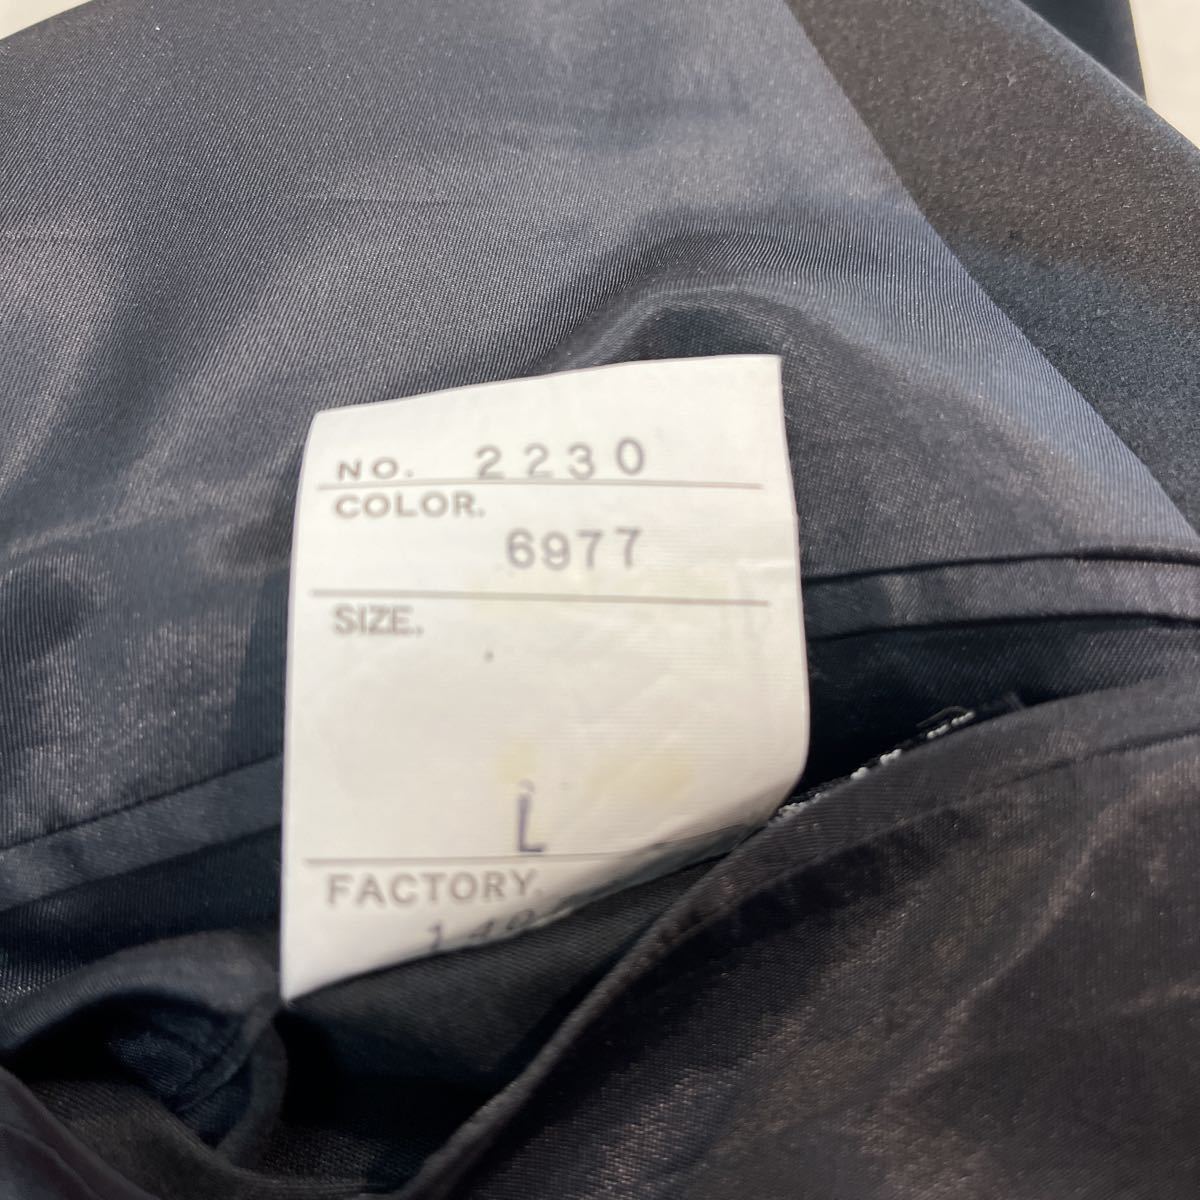 NO. 2230
COLOR.
6977
SIZE.
L
FACTORY.